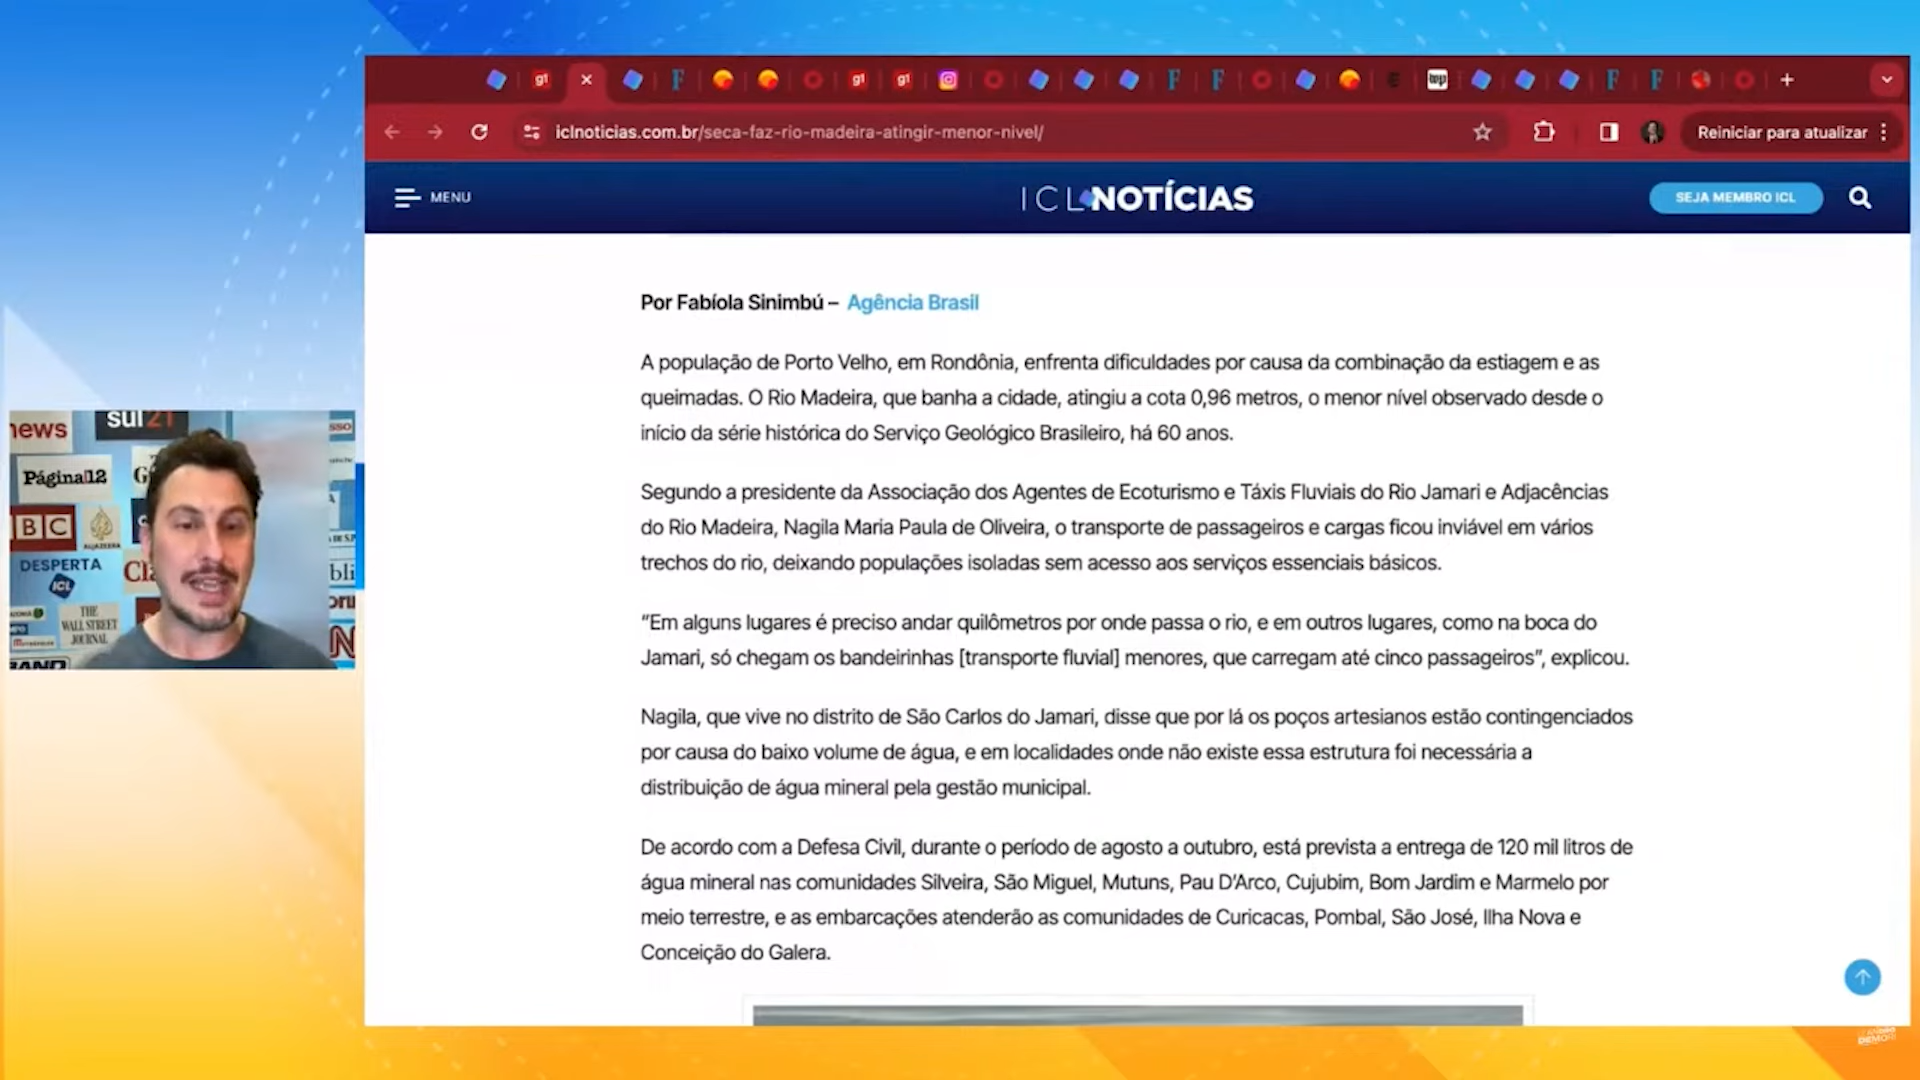 iclnoticias.com.br/seca-faz-rio-madeira-atingir-menor-nivel/
Reiniciar para atualizar
MENU
ICL NOTÍCIAS
SEJA MEMBRO ICL
Por Fabíola Sinimbú – Agência Brasil
A população de Porto Velho, em Rondônia, enfrenta dificuldades por causa da combinação da estiagem e as
queimadas. O Rio Madeira, que banha a cidade, atingiu a cota 0,96 metros, o menor nível observado desde o
início da série histórica do Serviço Geológico Brasileiro, há 60 anos.
Segundo a presidente da Associação dos Agentes de Ecoturismo e Táxis Fluviais do Rio Jamari e Adjacências
do Rio Madeira, Nagila Maria Paula de Oliveira, o transporte de passageiros e cargas ficou inviável em vários
trechos do rio, deixando populações isoladas sem acesso aos serviços essenciais básicos.
“Em alguns lugares é preciso andar quilômetros por onde passa o rio, e em outros lugares, como na boca do
Jamari, só chegam os bandeirinhas [transporte fluvial] menores, que carregam até cinco passageiros”, explicou.
Nagila, que vive no distrito de São Carlos do Jamari, disse que por lá os poços artesianos estão contingenciados
por causa do baixo volume de água, e em localidades onde não existe essa estrutura foi necessária a
distribuição de água mineral pela gestão municipal.
De acordo com a Defesa Civil, durante o período de agosto a outubro, está prevista a entrega de 120 mil litros de
água mineral nas comunidades Silveira, São Miguel, Mutuns, Pau D’Arco, Cujubim, Bom Jardim e Marmelo por
meio terrestre, e as embarcações atenderão as comunidades de Curicacas, Pombal, São José, Ilha Nova e
Conceição do Galera.
news
sul21
Página12
BBC
ALJAZEERA
DESPERTA
ICL
THE
WALL STREET
JOURNAL